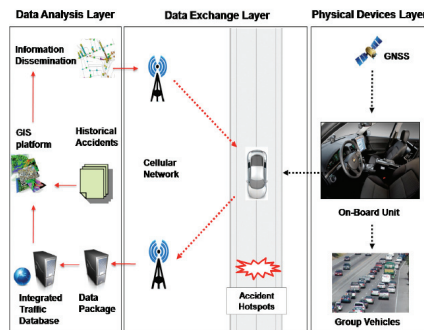 Data Analysis Layer
Data Exchange Layer
Physical Devices Layer
Information
Dissemination
GNSS
GIS
platform
Historical
Accidents
Cellular
Network
On-Board Unit
Integrated
Traffic
Database
Data
Package
Accident
Hotspots
Group Vehicles